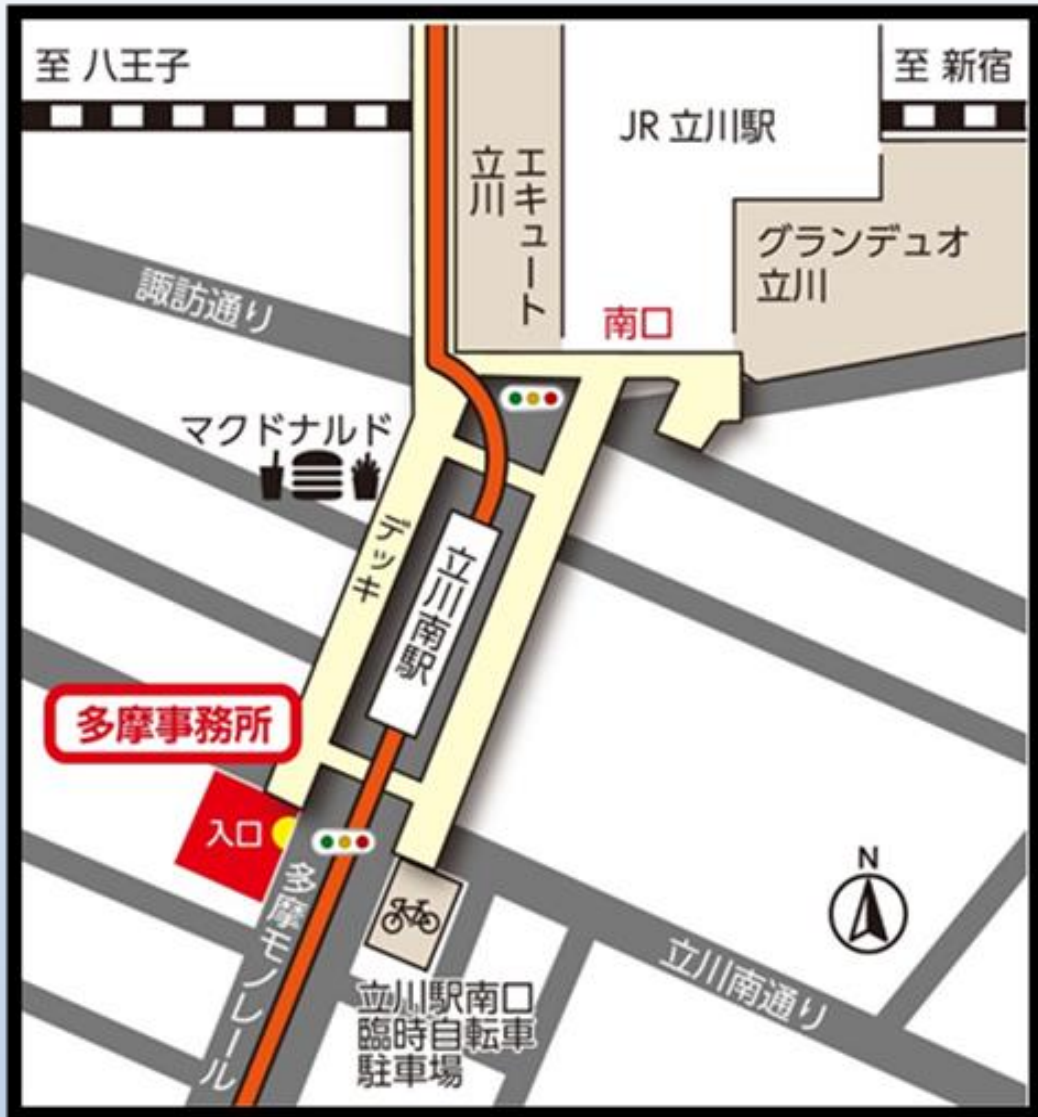 至 八王子
至 新宿
JR 立川駅
エキュート
立川
グランデュオ
立川
南口
諏訪通り
マクドナルド
デッキ
立川南駅
多摩事務所
入口
N
多摩モノレール
立川南通り
立川駅南口
臨時自転車
駐車場